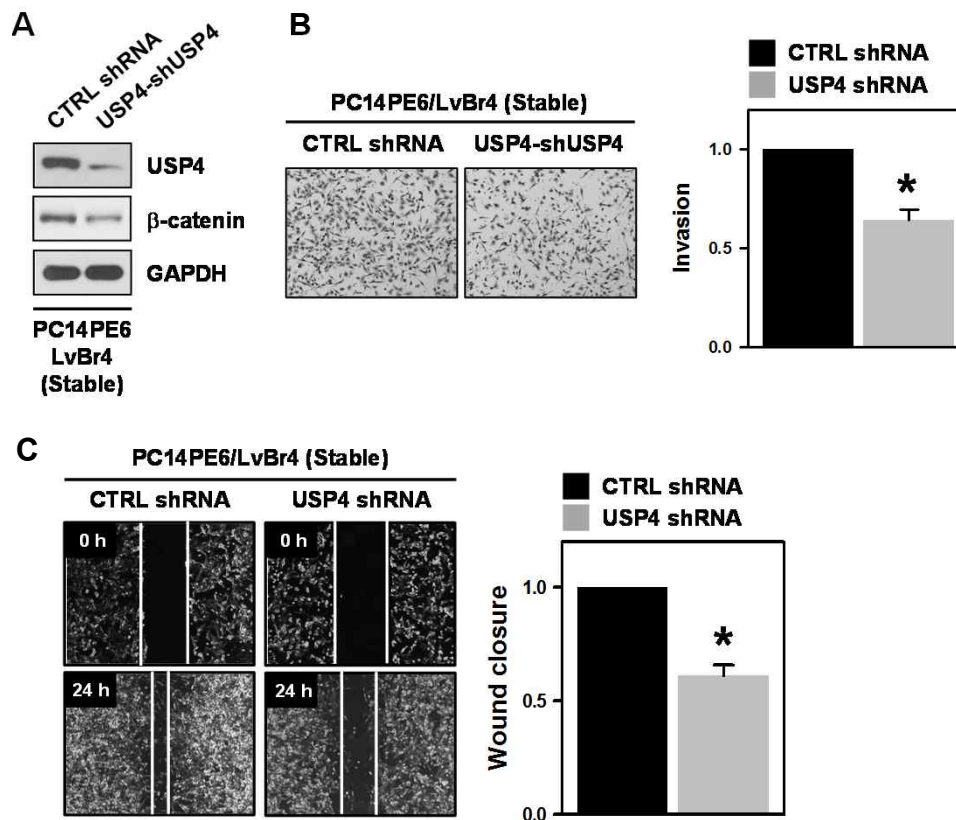 A
CTRL shRNA
USP4-shUSP4
USP4
β-catenin
GAPDH
PC14PE6
LvBr4
(Stable)
B
PC14PE6/LvBr4 (Stable)
CTRL shRNA USP4-shUSP4
CTRL shRNA
USP4 shRNA
Invasion
1.0
0.5
0.0
*
C
PC14PE6/LvBr4 (Stable)
CTRL shRNA USP4 shRNA
0 h 0 h
24 h 24 h
CTRL shRNA
USP4 shRNA
Wound closure
1.0
0.5
0.0
*